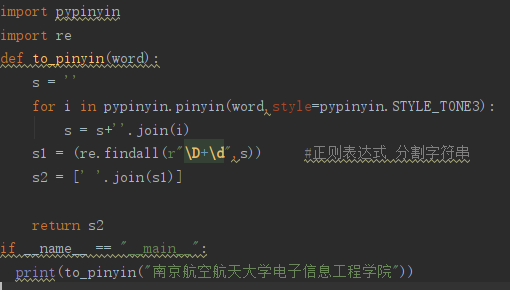 import pypinyin
import re
def to_pinyin(word):
    s = ''
    for i in pypinyin.pinyin(word,style=pypinyin.STYLE_TONE3):
        s = s+''.join(i)
    s1 = (re.findall(r"\D+\d",s))    #正则表达式 分割字符串
    s2 = [' '.join(s1)]

    return s2
if __name__ == "__main__":
  print(to_pinyin("南京航空航天大学电子信息工程学院"))